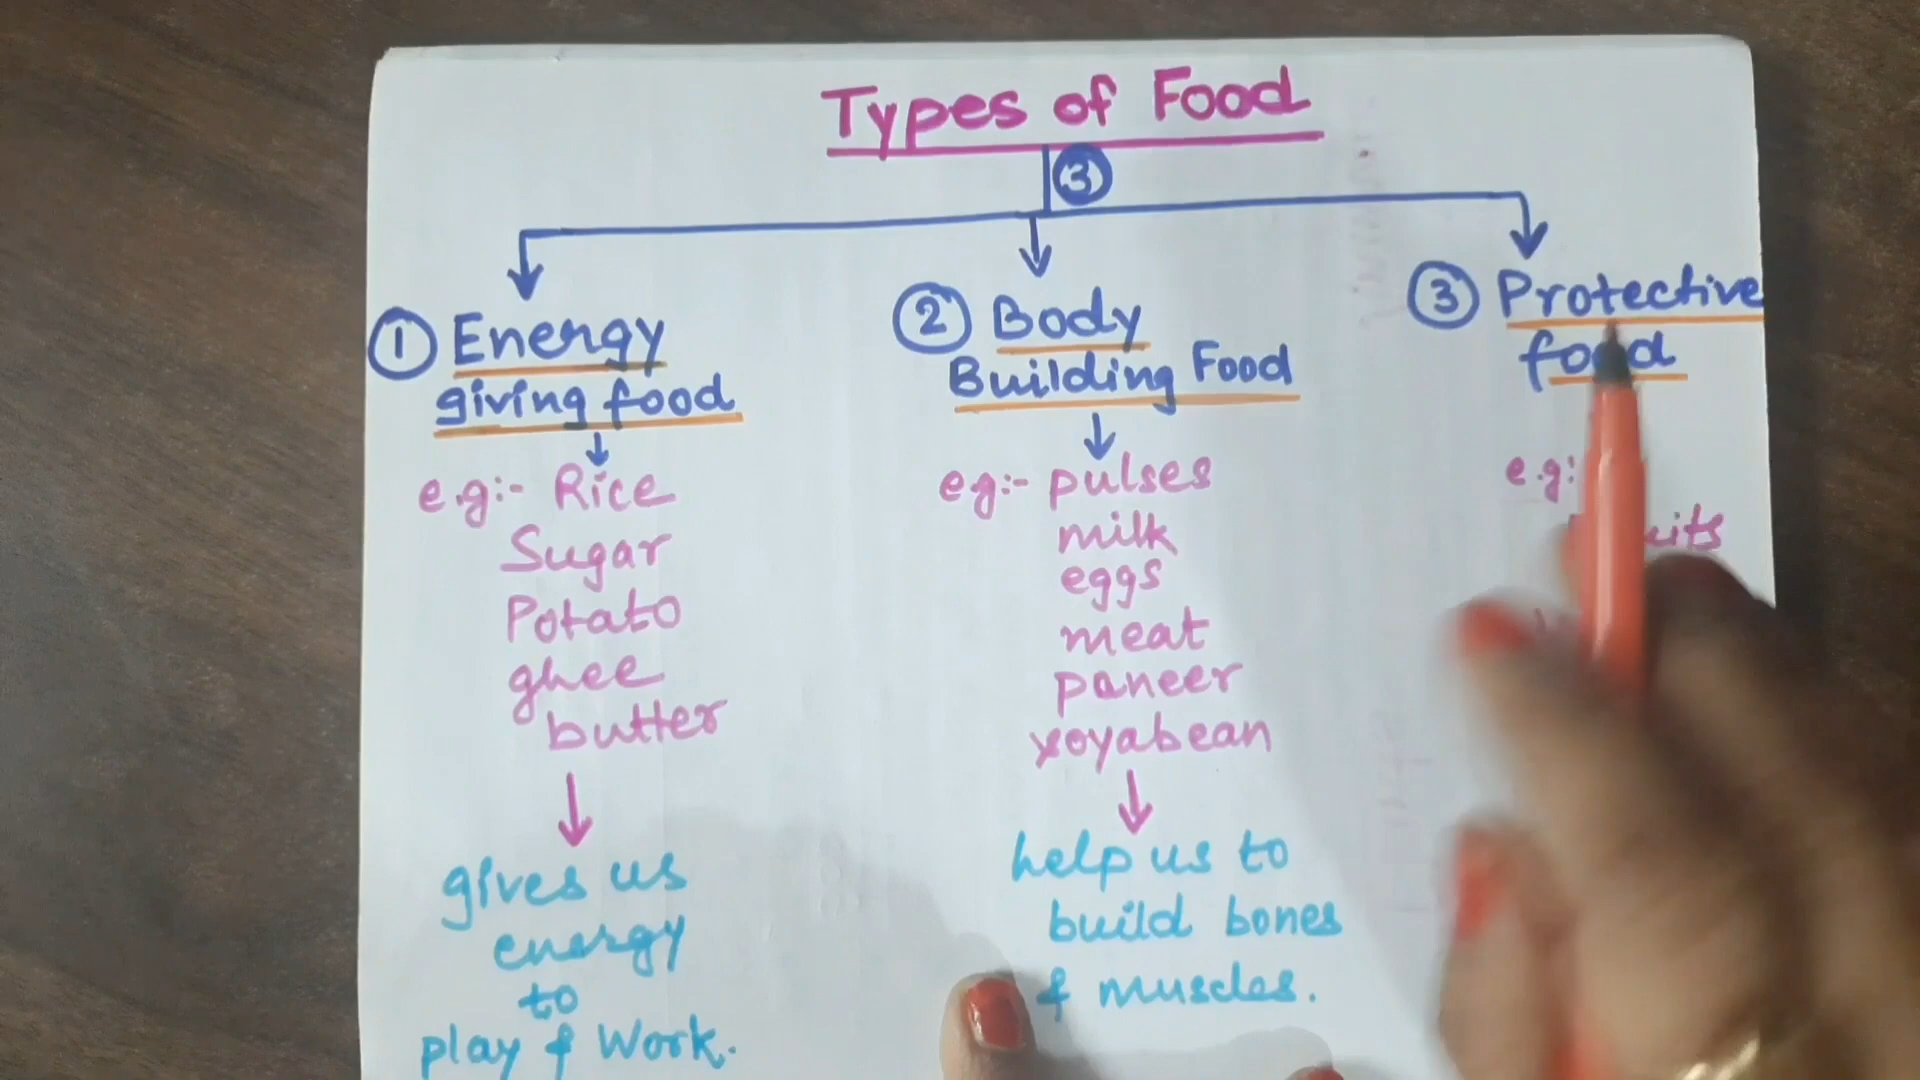 Types of Food
3
1 Energy
giving food
e.g:- Rice
Sugar
Potato
ghee
butter
gives us
energy
to
play & Work.
2 Body
Building Food
e.g:- pulses
milk
eggs
meat
paneer
soyabean
help us to
build bones
& muscles.
3 Protective
food
e.g: